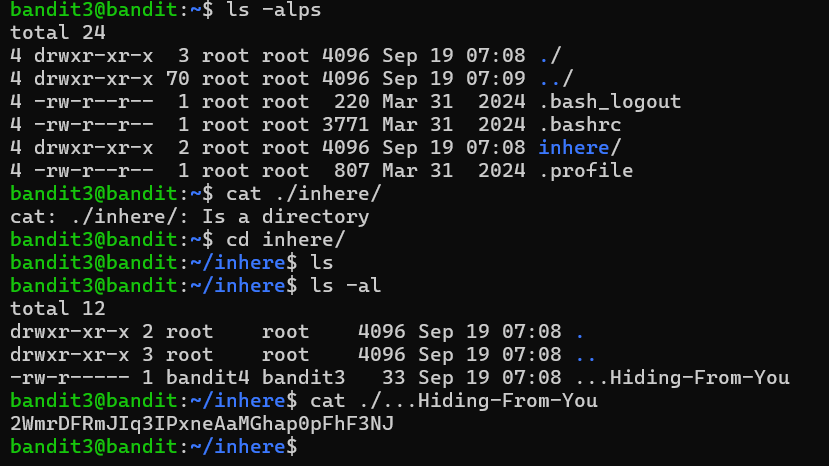 bandit3@bandit:~$ ls -alps
total 24
4 drwxr-xr-x  3 root root 4096 Sep 19 07:08 ./
4 drwxr-xr-x 70 root root 4096 Sep 19 07:09 ../
4 -rw-r--r--  1 root root  220 Mar 31  2024 .bash_logout
4 -rw-r--r--  1 root root 3771 Mar 31  2024 .bashrc
4 drwxr-xr-x  2 root root 4096 Sep 19 07:08 inhere/
4 -rw-r--r--  1 root root  807 Mar 31  2024 .profile
bandit3@bandit:~$ cat ./inhere/
cat: ./inhere/: Is a directory
bandit3@bandit:~$ cd inhere/
bandit3@bandit:~/inhere$ ls
bandit3@bandit:~/inhere$ ls -al
total 12
drwxr-xr-x 2 root    root    4096 Sep 19 07:08 .
drwxr-xr-x 3 root    root    4096 Sep 19 07:08 ..
-rw-r----- 1 bandit4 bandit3   33 Sep 19 07:08 ...Hiding-From-You
bandit3@bandit:~/inhere$ cat ./...Hiding-From-You
2WmrDFRmJIq3IPxneAaMGhap0pFhF3NJ
bandit3@bandit:~/inhere$